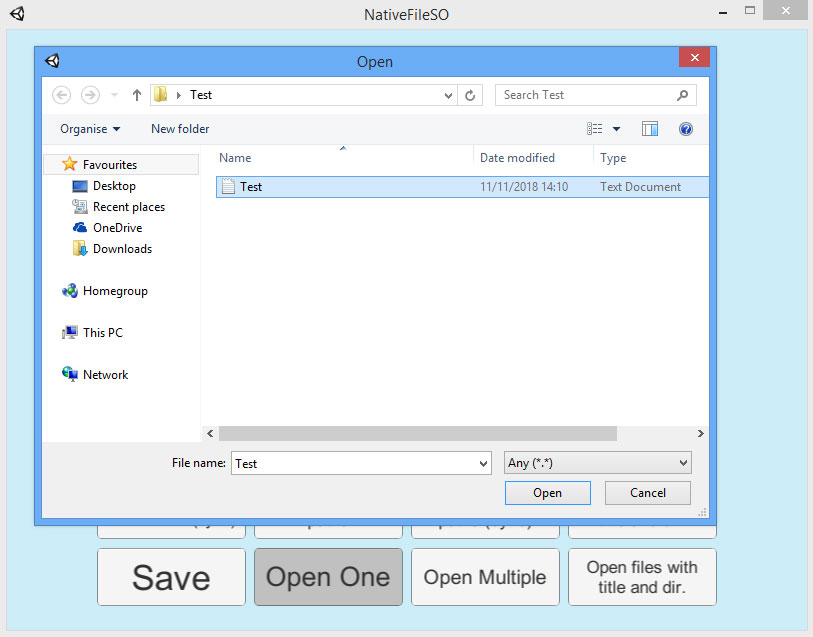 NativeFileSO
Open
Test
Search Test
Organise
New folder
Name
Date modified
Type
Favourites
Test
11/11/2018 14:10
Text Document
Desktop
Recent places
OneDrive
Downloads
Homegroup
This PC
Network
File name:
Test
Any (*.*)
Open
Cancel
Save
Open One
Open Multiple
Open files with
title and dir.